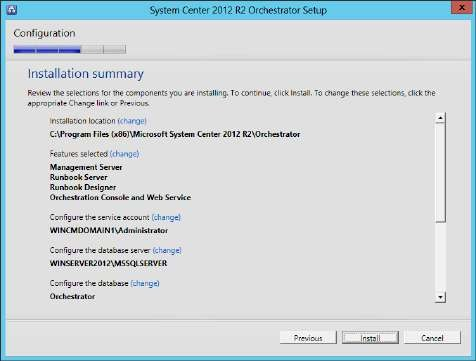 System Center 2012 R2 Orchestrator Setup
Configuration
Installation summary
Review the selections for the components you are installing. To continue, click Install. To change these selections, click the
appropriate Change link or Previous.
Installation location (change)
C:\Program Files (x86)\Microsoft System Center 2012 R2\Orchestrator
Features selected (change)
Management Server
Runbook Server
Runbook Designer
Orchestration Console and Web Service
Configure the service account (change)
WINCMDOMAIN1\Administrator
Configure the database server (change)
WINSERVER2012\MSSQLSERVER
Configure the database (change)
Orchestrator
Previous Install Cancel